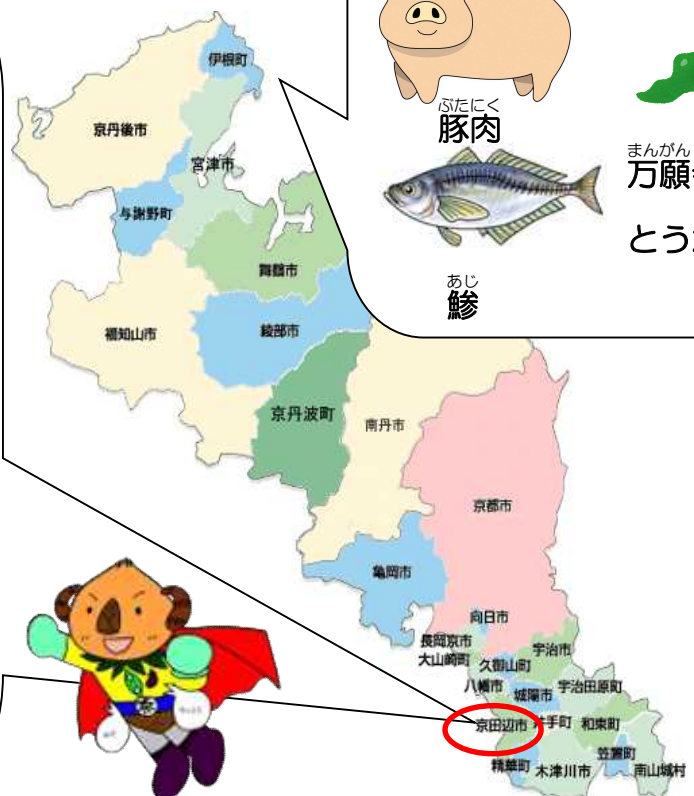 ぶたにく
豚肉
まんがん
万願
とう
あじ
鯵
伊根町
京丹後市
宮津市
与謝野町
舞鶴市
福知山市
綾部市
京丹波町
南丹市
京都市
亀岡市
向日市
長岡京市
大山崎町
宇治市
久御山町
八幡市
城陽市
宇治田原町
京田辺市
井手町
和束町
精華町
木津川市
笠置町
南山城村